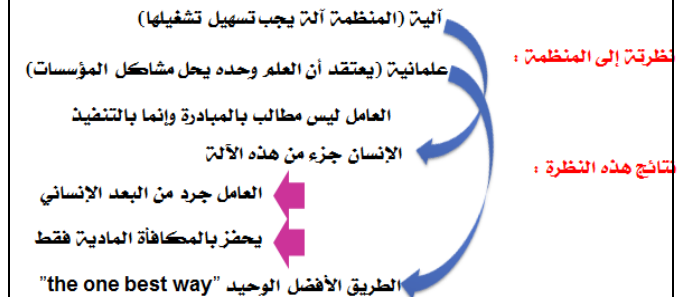 آلية (المنظمة آلة يجب تسهيل تشغيلها)
نظرتة إلى المنظمة :
علمانية (يعتقد أن العلم وحده يحل مشاكل المؤسسات)
العامل ليس مطالب بالمبادرة وإنما بالتنفيذ
الإنسان جزء من هذه الآلة
نتائج هذه النظرة :
العامل جرد من البعد الإنساني
يحفز بالمكافأة المادية فقط
الطريق الأفضل الوحيد "the one best way"